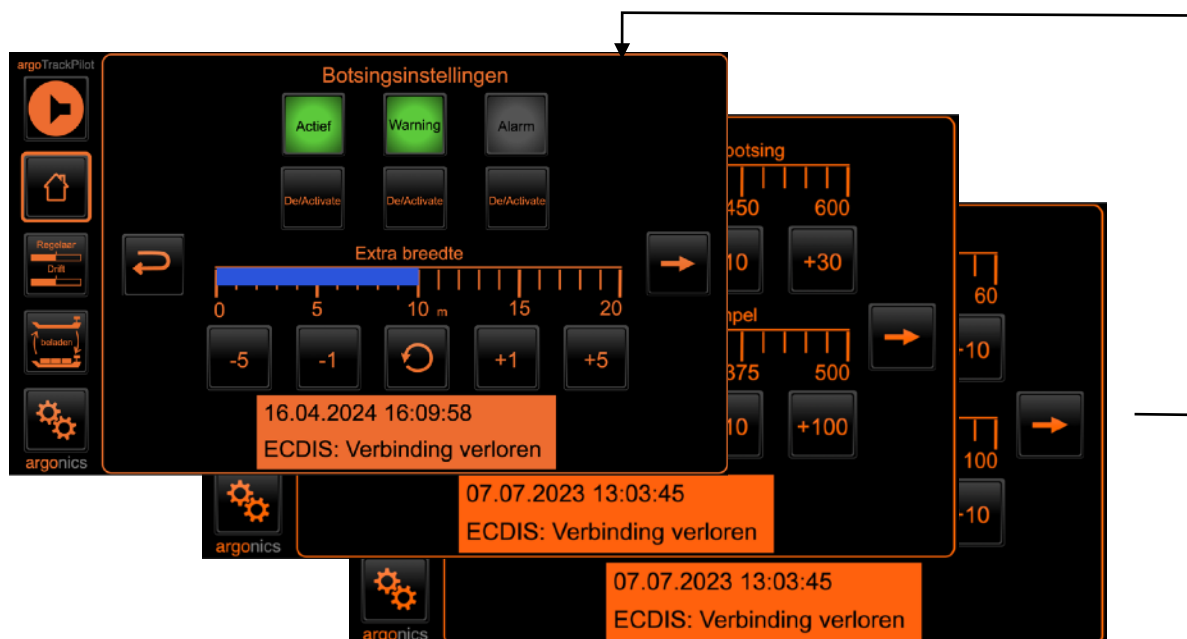 argoTrackPilot
Botsingsinstellingen
Actief Warning Alarm
De/Activate De/Activate De/Activate
Regelaar
Drift
beladen
Extra breedte
0 5 10 m 15 20
-5 -1 +1 +5
16.04.2024 16:09:58
ECDIS: Verbinding verloren
argonics
botsing
450 600
10 +30
mpel
375 500
10 +100
07.07.2023 13:03:45
ECDIS: Verbinding verloren
argonics
60
-10
100
-10
07.07.2023 13:03:45
ECDIS: Verbinding verloren
argonics